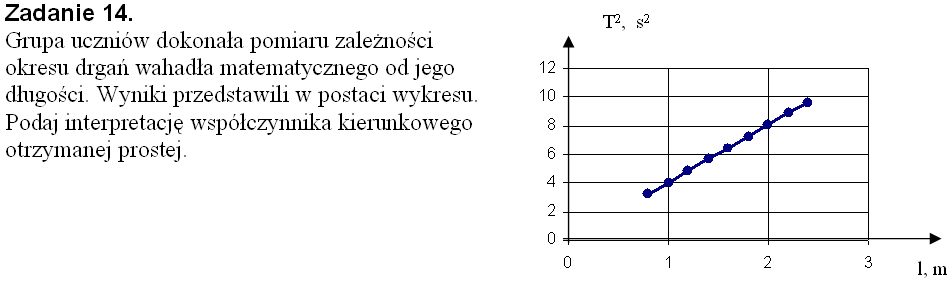 Zadanie 14.
Grupa uczniów dokonała pomiaru zależności
okresu drgań wahadła matematycznego od jego
długości. Wyniki przedstawili w postaci wykresu.
Podaj interpretację współczynnika kierunkowego
otrzymanej prostej.
T², s²
12
10
8
6
4
2
0
0 1 2 3
l, m